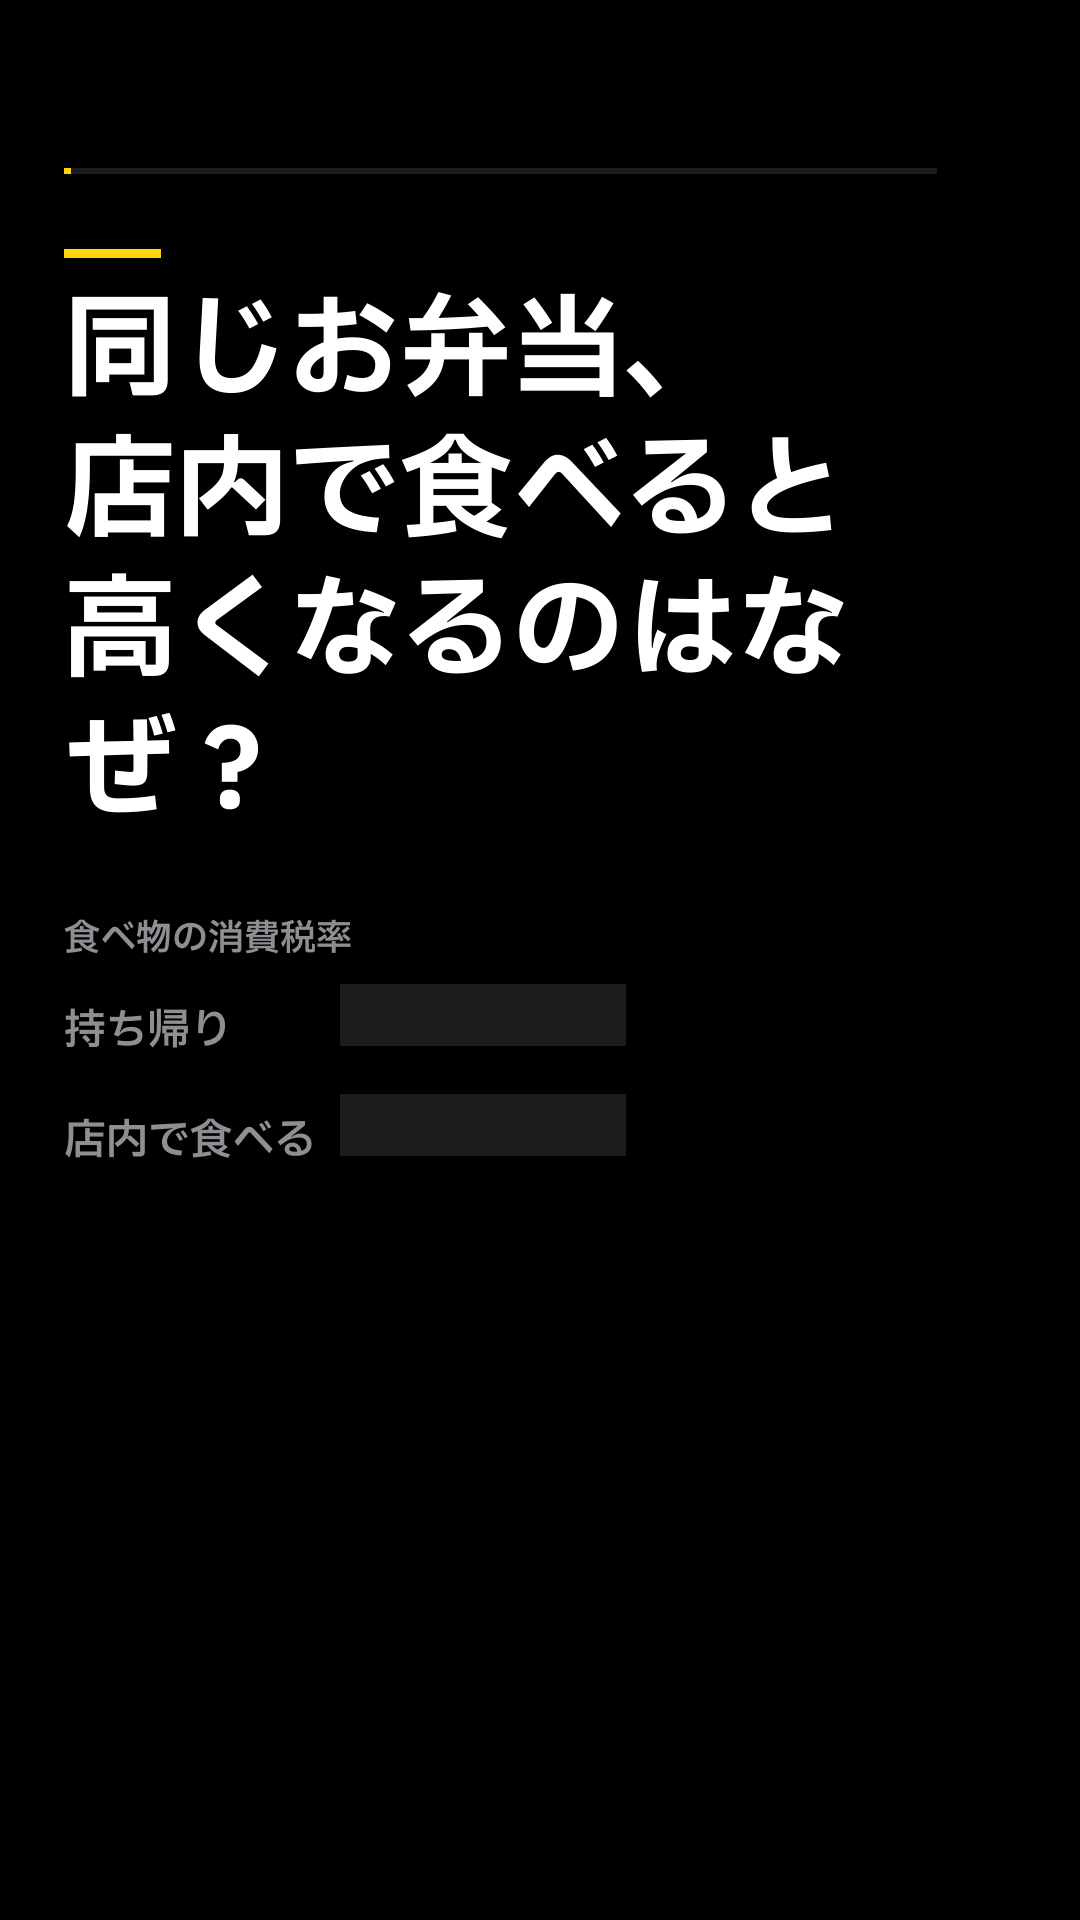 同じお弁当、
店内で食べると
高くなるのはな
ぜ？
食べ物の消費税率
持ち帰り
店内で食べる